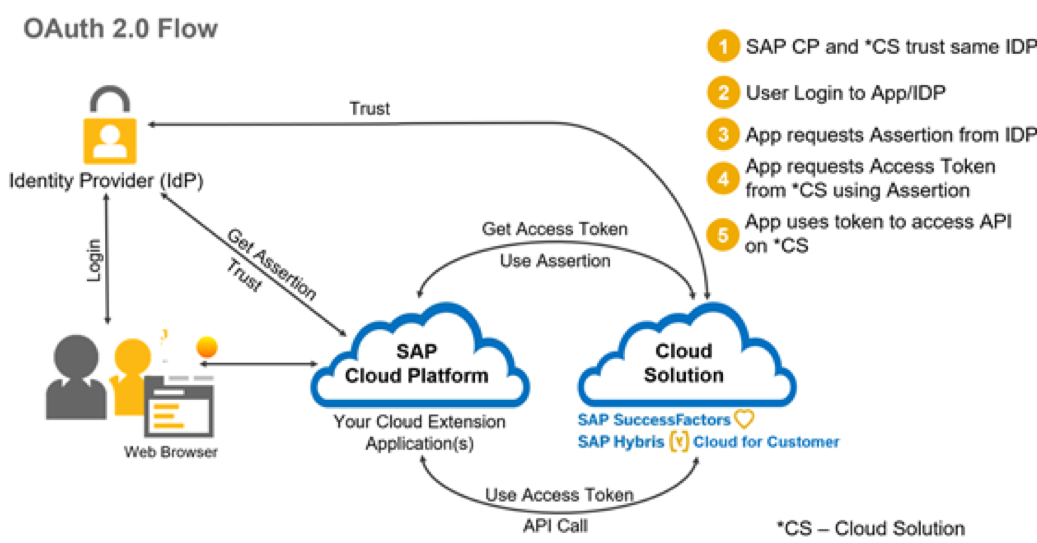 OAuth 2.0 Flow
1 SAP CP and *CS trust same IDP
2 User Login to App/IDP
3 App requests Assertion from IDP
4 App requests Access Token
from *CS using Assertion
5 App uses token to access API
on *CS
Trust
Identity Provider (IdP)
Login
Get Assertion
Trust
Get Access Token
Use Assertion
SAP
Cloud Platform
Cloud
Solution
Your Cloud Extension
Application(s)
SAP SuccessFactors
SAP Hybris Cloud for Customer
Web Browser
Use Access Token
API Call
*CS – Cloud Solution